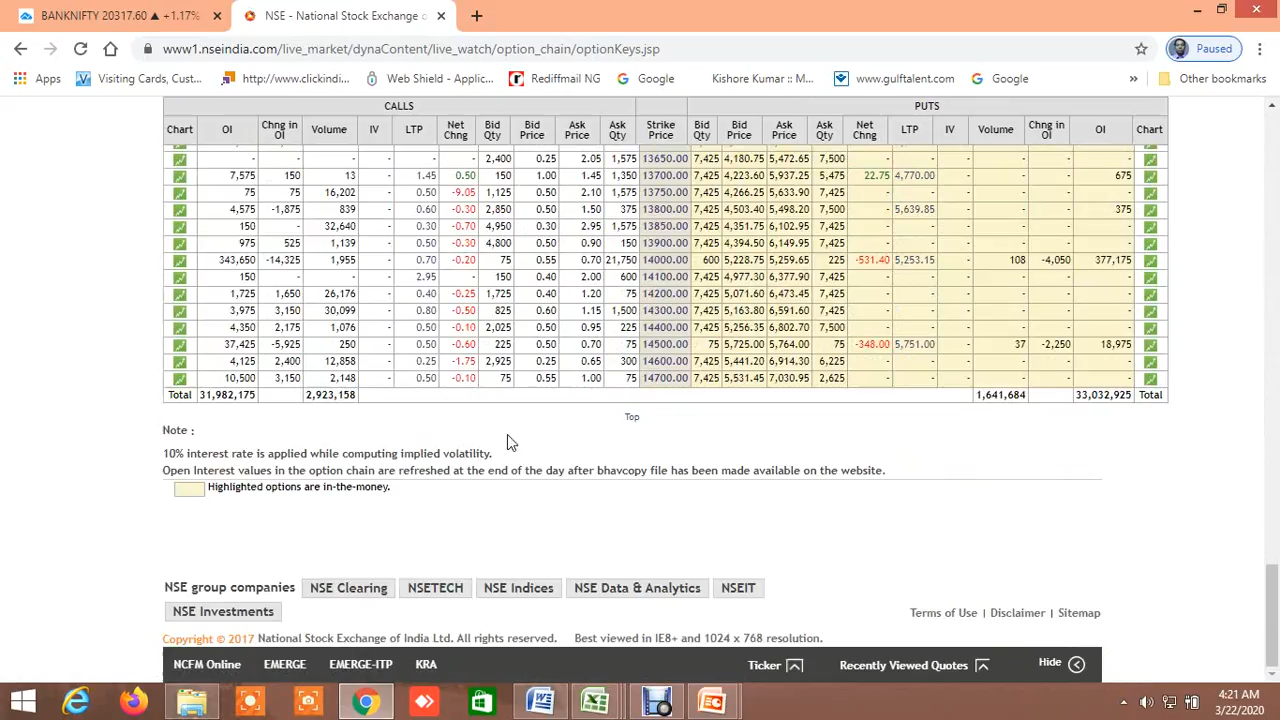 BANKNIFTY 20317.60 ▲ +1.17% × NSE - National Stock Exchange o × +
www1.nseindia.com/live_market/dynaContent/live_watch/option_chain/optionKeys.jsp Paused
Apps Visiting Cards, Cust... http://www.clickindi... Web Shield - Applic... Rediffmail NG Google Kishore Kumar :: M... www.gulftalent.com Google » Other bookmarks
CALLS PUTS
Chart OI Chng in OI Volume IV LTP Net Chng Bid Qty Bid Price Ask Price Ask Qty Strike Price Bid Qty Bid Price Ask Price Ask Qty Net Chng LTP IV Volume Chng in OI OI Chart
- - - - - - 2,400 0.25 2.05 1,575 13650.00 7,425 4,180.75 5,472.65 7,500 - - - - - -
7,575 150 13 - 1.45 0.50 150 1.00 1.45 1,350 13700.00 7,425 4,223.60 5,937.25 5,475 22.75 4,770.00 - - - 675
75 75 16,202 - 0.50 -9.05 1,125 0.50 2.10 1,575 13750.00 7,425 4,266.25 5,633.90 7,425 - - - - - -
4,575 -1,875 839 - 0.60 -0.30 2,850 0.50 1.50 375 13800.00 7,425 4,503.40 5,498.20 7,500 - 5,639.85 - - - 375
150 - 32,640 - 0.30 -0.70 4,950 0.30 2.95 1,575 13850.00 7,425 4,351.75 6,102.95 7,425 - - - - - -
975 525 1,139 - 0.50 -0.30 4,800 0.50 0.90 150 13900.00 7,425 4,394.50 6,149.95 7,425 - - - - - -
343,650 -14,325 1,955 - 0.70 -0.20 75 0.55 0.70 21,750 14000.00 600 5,228.75 5,259.65 225 -531.40 5,253.15 - 108 -4,050 377,175
150 - - - 2.95 - 150 0.40 2.00 600 14100.00 7,425 4,977.30 6,377.90 7,425 - - - - - -
1,725 1,650 26,176 - 0.40 -0.25 1,725 0.40 1.20 75 14200.00 7,425 5,071.60 6,473.45 7,425 - - - - - -
3,975 3,150 30,099 - 0.80 -0.50 825 0.60 1.15 1,500 14300.00 7,425 5,163.80 6,591.60 7,425 - - - - - -
4,350 2,175 1,076 - 0.50 -0.10 2,025 0.50 0.95 225 14400.00 7,425 5,256.35 6,802.70 7,500 - - - - - -
37,425 -5,925 250 - 0.50 -0.60 225 0.50 0.70 75 14500.00 75 5,725.00 5,764.00 75 -348.00 5,751.00 - 37 -2,250 18,975
4,125 2,400 12,858 - 0.25 -1.75 2,925 0.25 0.65 300 14600.00 7,425 5,441.20 6,914.30 6,225 - - - - - -
10,500 3,150 2,148 - 0.50 -0.10 75 0.55 1.00 75 14700.00 7,425 5,531.45 7,030.95 2,625 - - - - - -
Total 31,982,175 2,923,158 1,641,684 33,032,925 Total
Top
Note :
10% interest rate is applied while computing implied volatility.
Open Interest values in the option chain are refreshed at the end of the day after bhavcopy file has been made available on the website.
Highlighted options are in-the-money.
NSE group companies NSE Clearing NSETECH NSE Indices NSE Data & Analytics NSEIT
NSE Investments
Terms of Use | Disclaimer | Sitemap
Copyright © 2017 National Stock Exchange of India Ltd. All rights reserved. Best viewed in IE8+ and 1024 x 768 resolution.
NCFM Online EMERGE EMERGE-ITP KRA Ticker Recently Viewed Quotes Hide
4:21 AM
3/22/2020